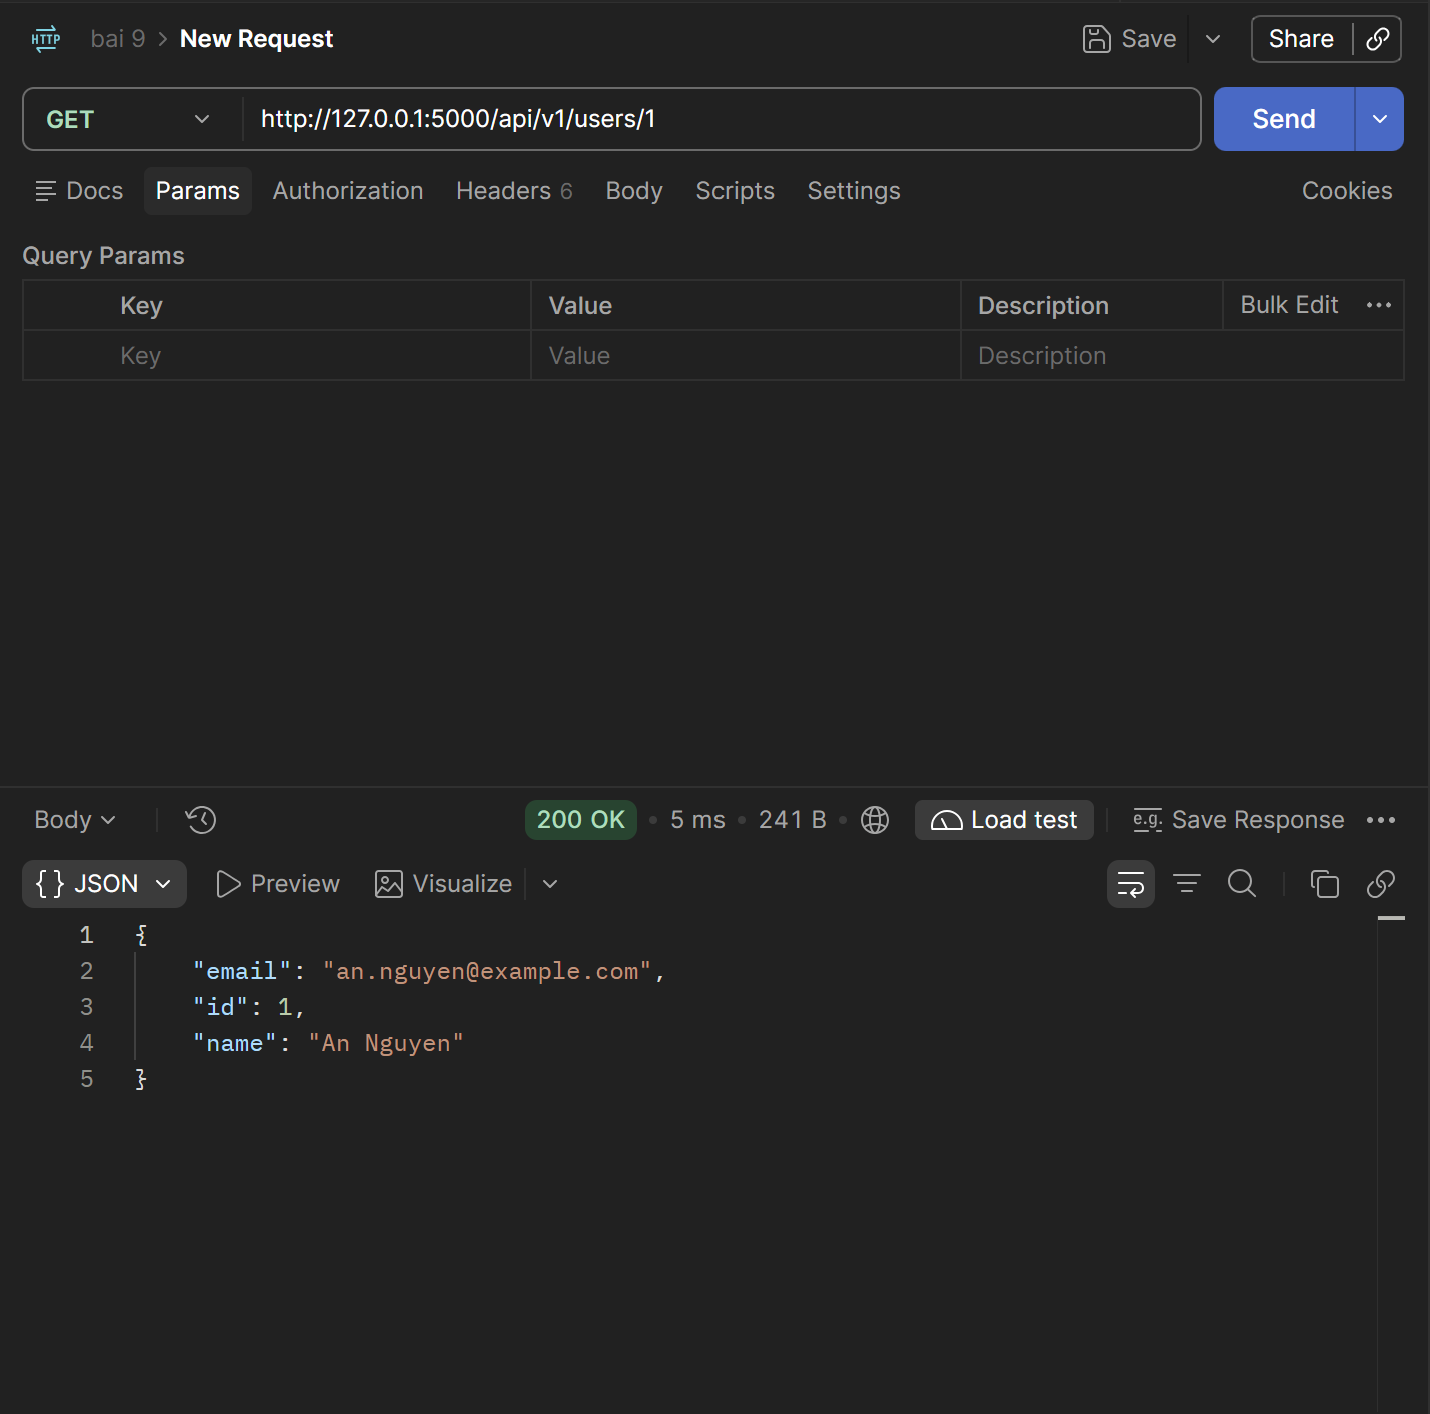 HTTP bai 9 > New Request Save Share
GET http://127.0.0.1:5000/api/v1/users/1 Send
Docs Params Authorization Headers 6 Body Scripts Settings Cookies
Query Params
Key Value Description Bulk Edit
Key Value Description
Body 200 OK • 5 ms • 241 B • Load test e.g. Save Response
{} JSON Preview Visualize
1 {
2 "email": "an.nguyen@example.com",
3 "id": 1,
4 "name": "An Nguyen"
5 }